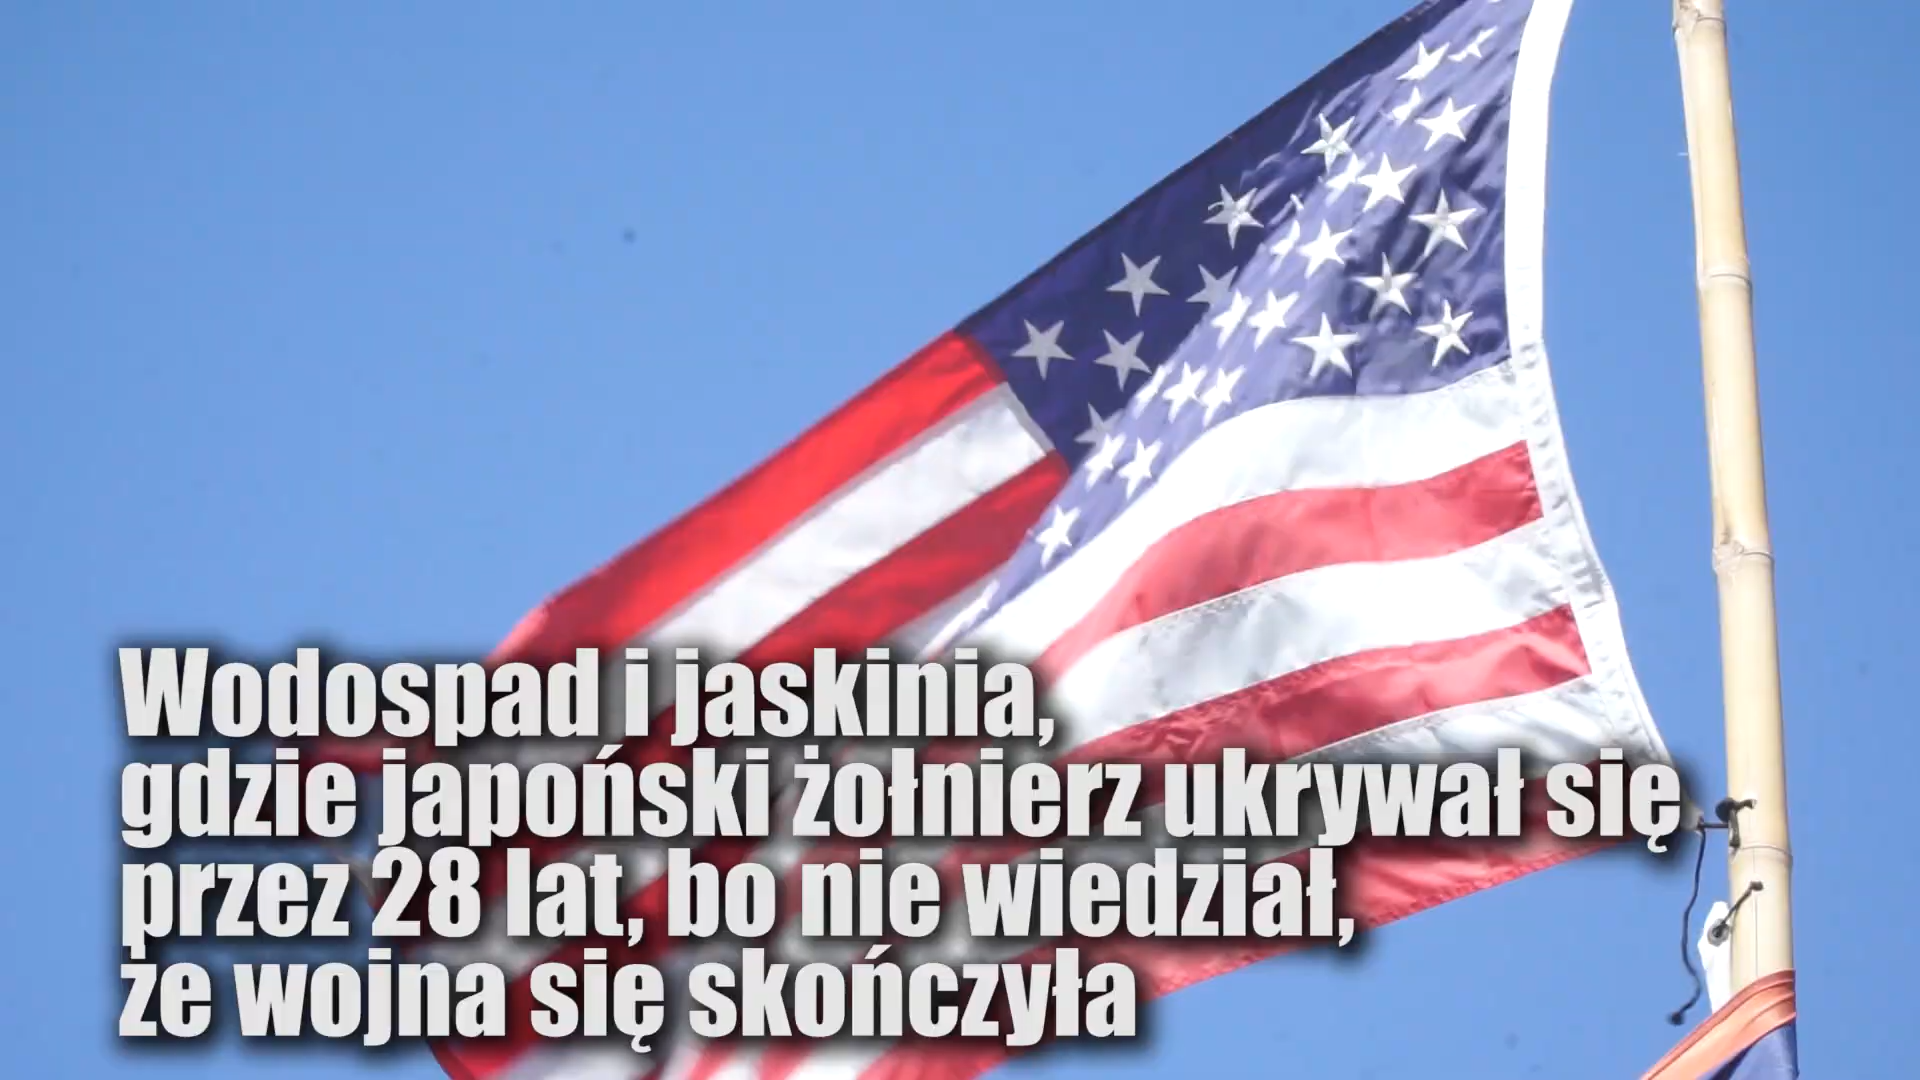 Wodospad i jaskinia,
gdzie japoński żołnierz ukrywał się
przez 28 lat, bo nie wiedział,
że wojna się skończyła